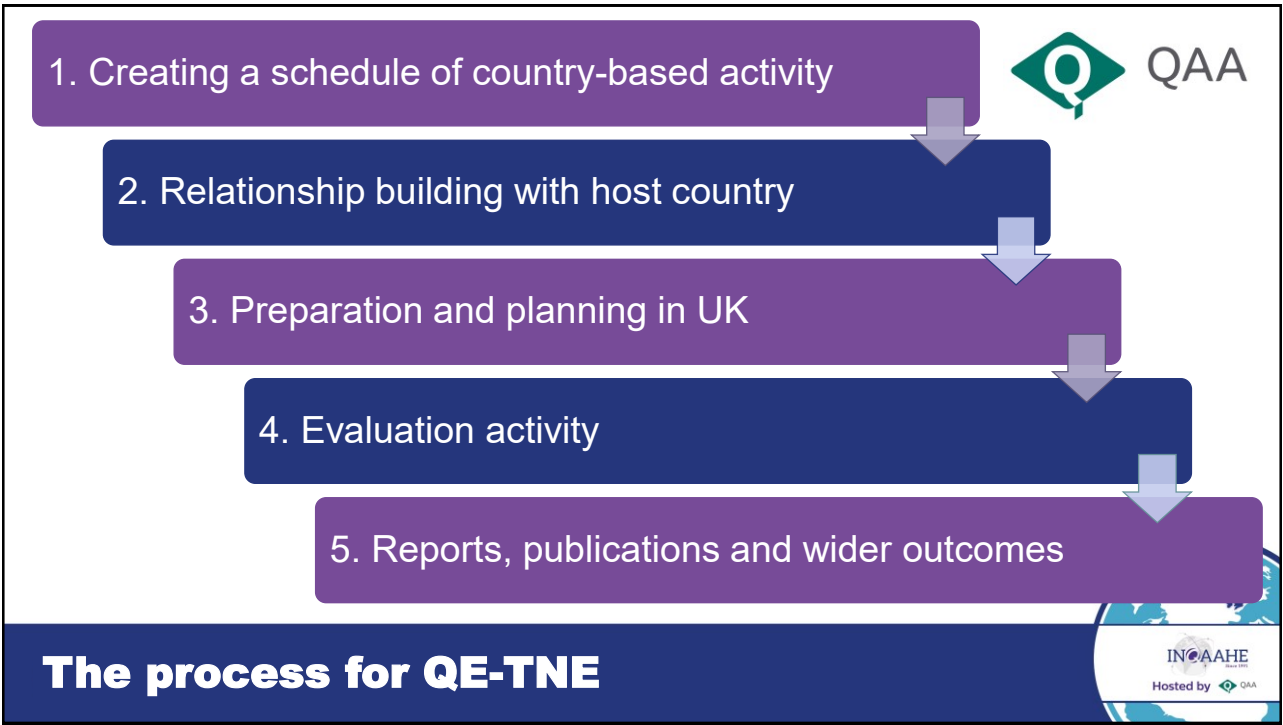 1. Creating a schedule of country-based activity
QAA
2. Relationship building with host country
3. Preparation and planning in UK
4. Evaluation activity
5. Reports, publications and wider outcomes
The process for QE-TNE
INQAAHE
Since 1991
Hosted by QAA